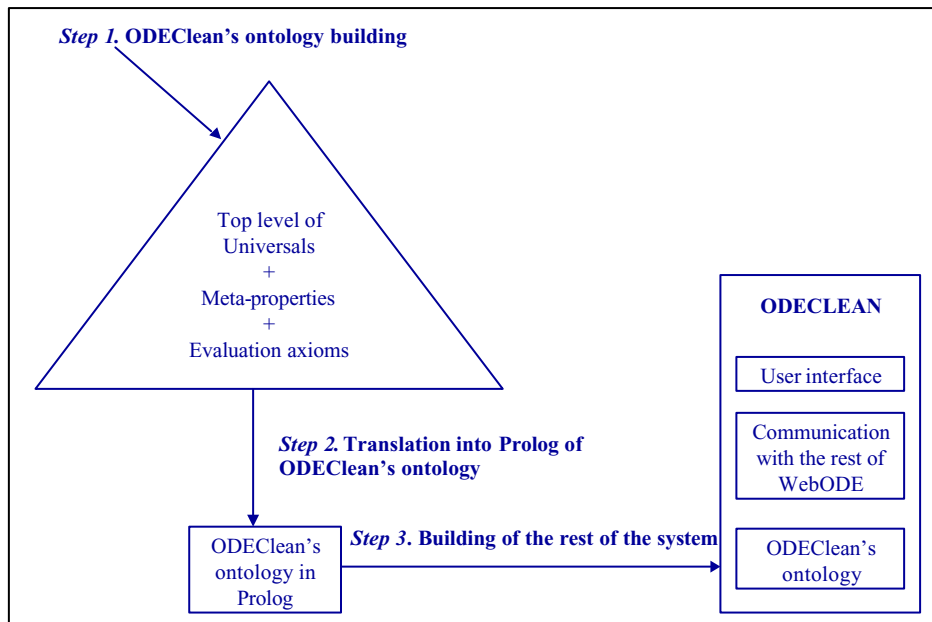 Step 1. ODEClean's ontology building
Top level of
Universals
+
Meta-properties
+
Evaluation axioms
Step 2. Translation into Prolog of
ODEClean's ontology
ODEClean's
ontology in
Prolog
Step 3. Building of the rest of the system
ODECLEAN
User interface
Communication
with the rest of
WebODE
ODEClean's
ontology